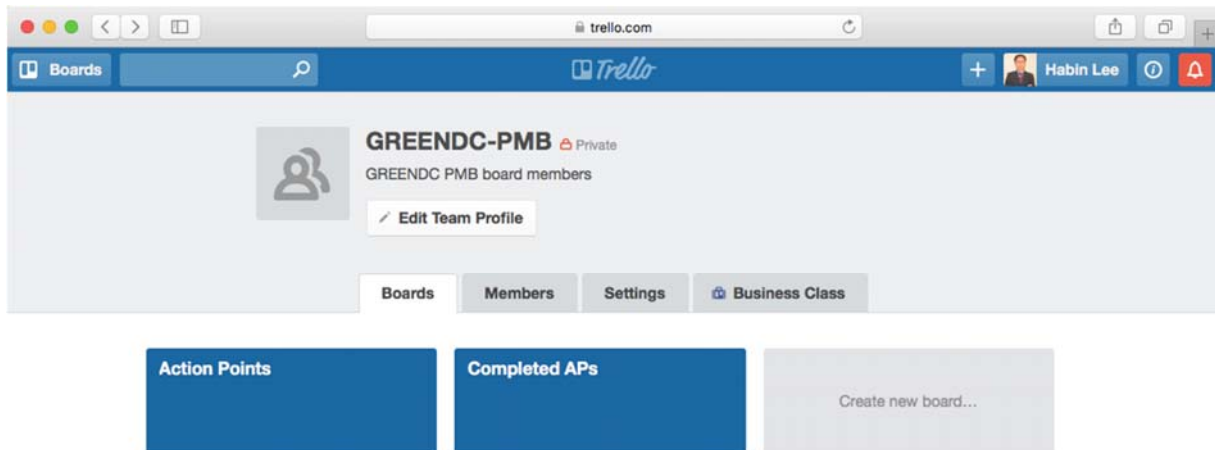 trello.com
Boards
Trello
Habin Lee
GREENDC-PMB Private
GREENDC PMB board members
Edit Team Profile
Boards Members Settings Business Class
Action Points
Completed APs
Create new board...